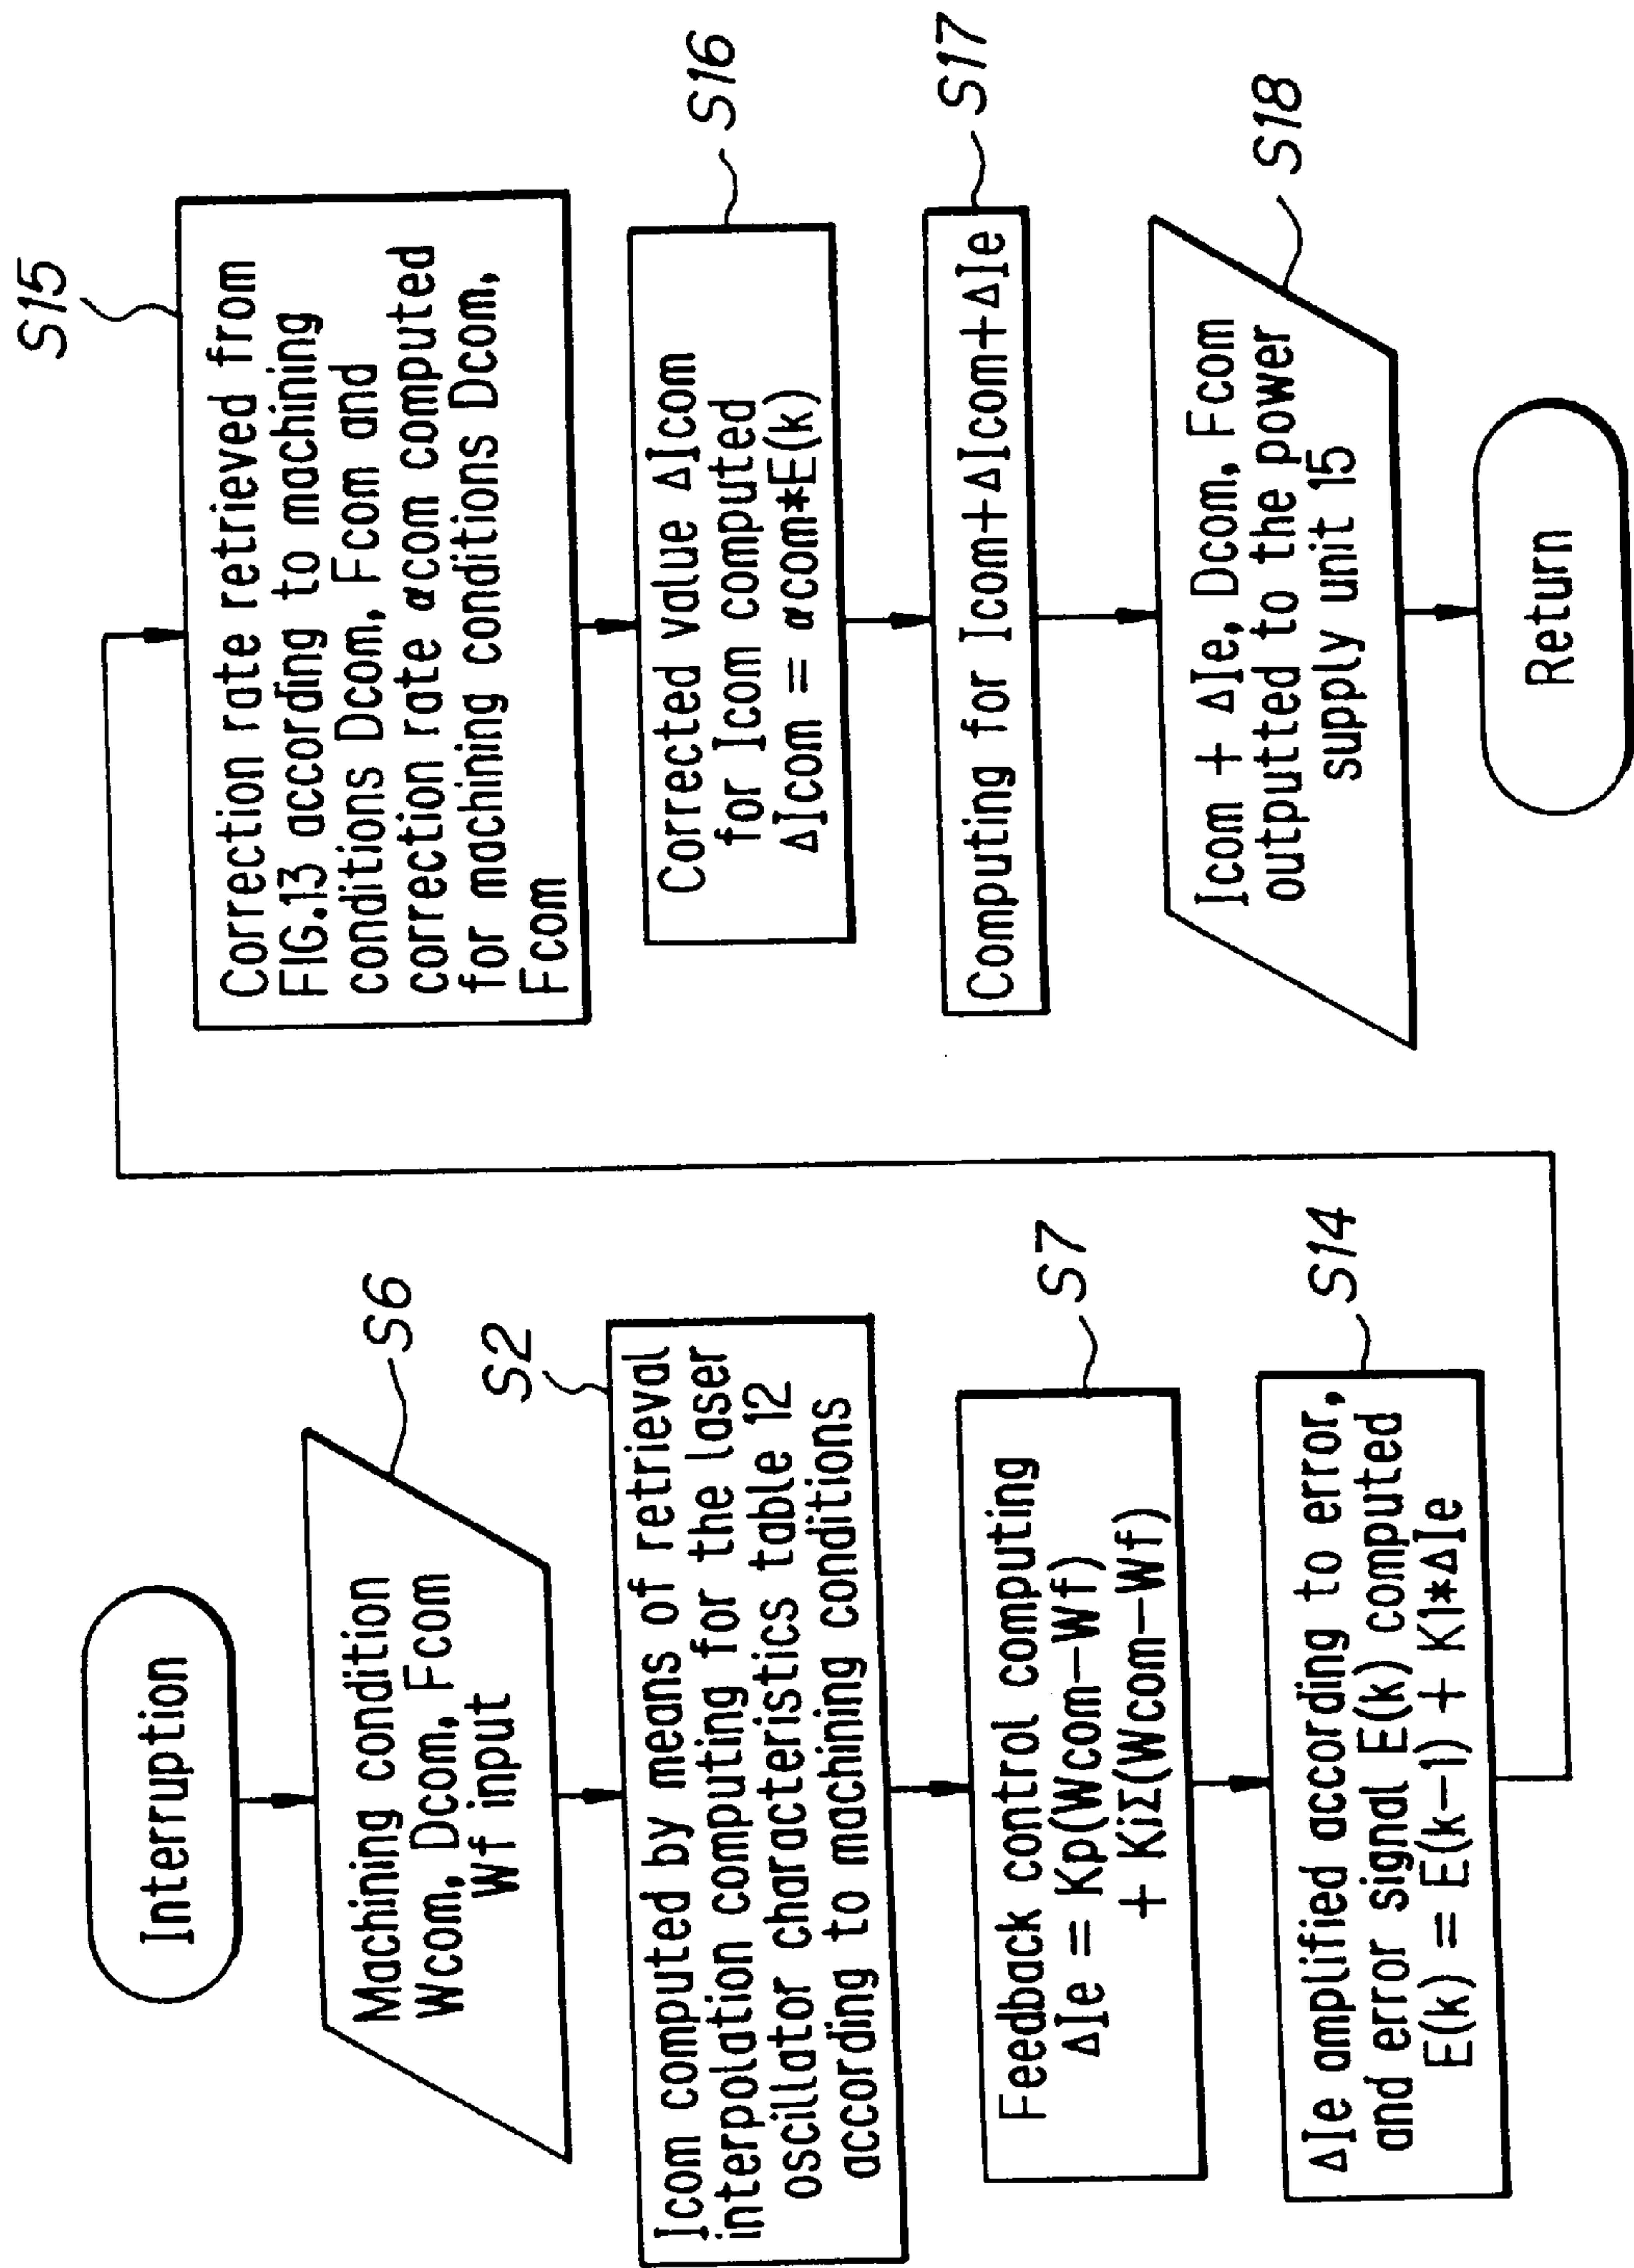 Interruption
S6
Machining condition
Wcom, Dcom, Fcom
Wf input
S2
Icom computed by means of retrieval
interpolation computing for the laser
oscillator characteristics table 12
according to machining conditions
S7
Feedback control computing
ΔIe = Kp(Wcom-Wf)
+ KiΣ(Wcom-Wf)
S14
ΔIe amplified according to error,
and error signal E(k) computed
E(k) = E(k-1) + K1*ΔIe
S15
Correction rate retrieved from
FIG.13 according to machining
conditions Dcom, Fcom and
correction rate αcom computed
for machining conditions Dcom,
Fcom
S16
Corrected value ΔIcom
for Icom computed
ΔIcom = αcom*E(k)
S17
Computing for Icom+ΔIcom+ΔIe
S18
Icom + ΔIe, Dcom, Fcom
outputted to the power
supply unit 15
Return